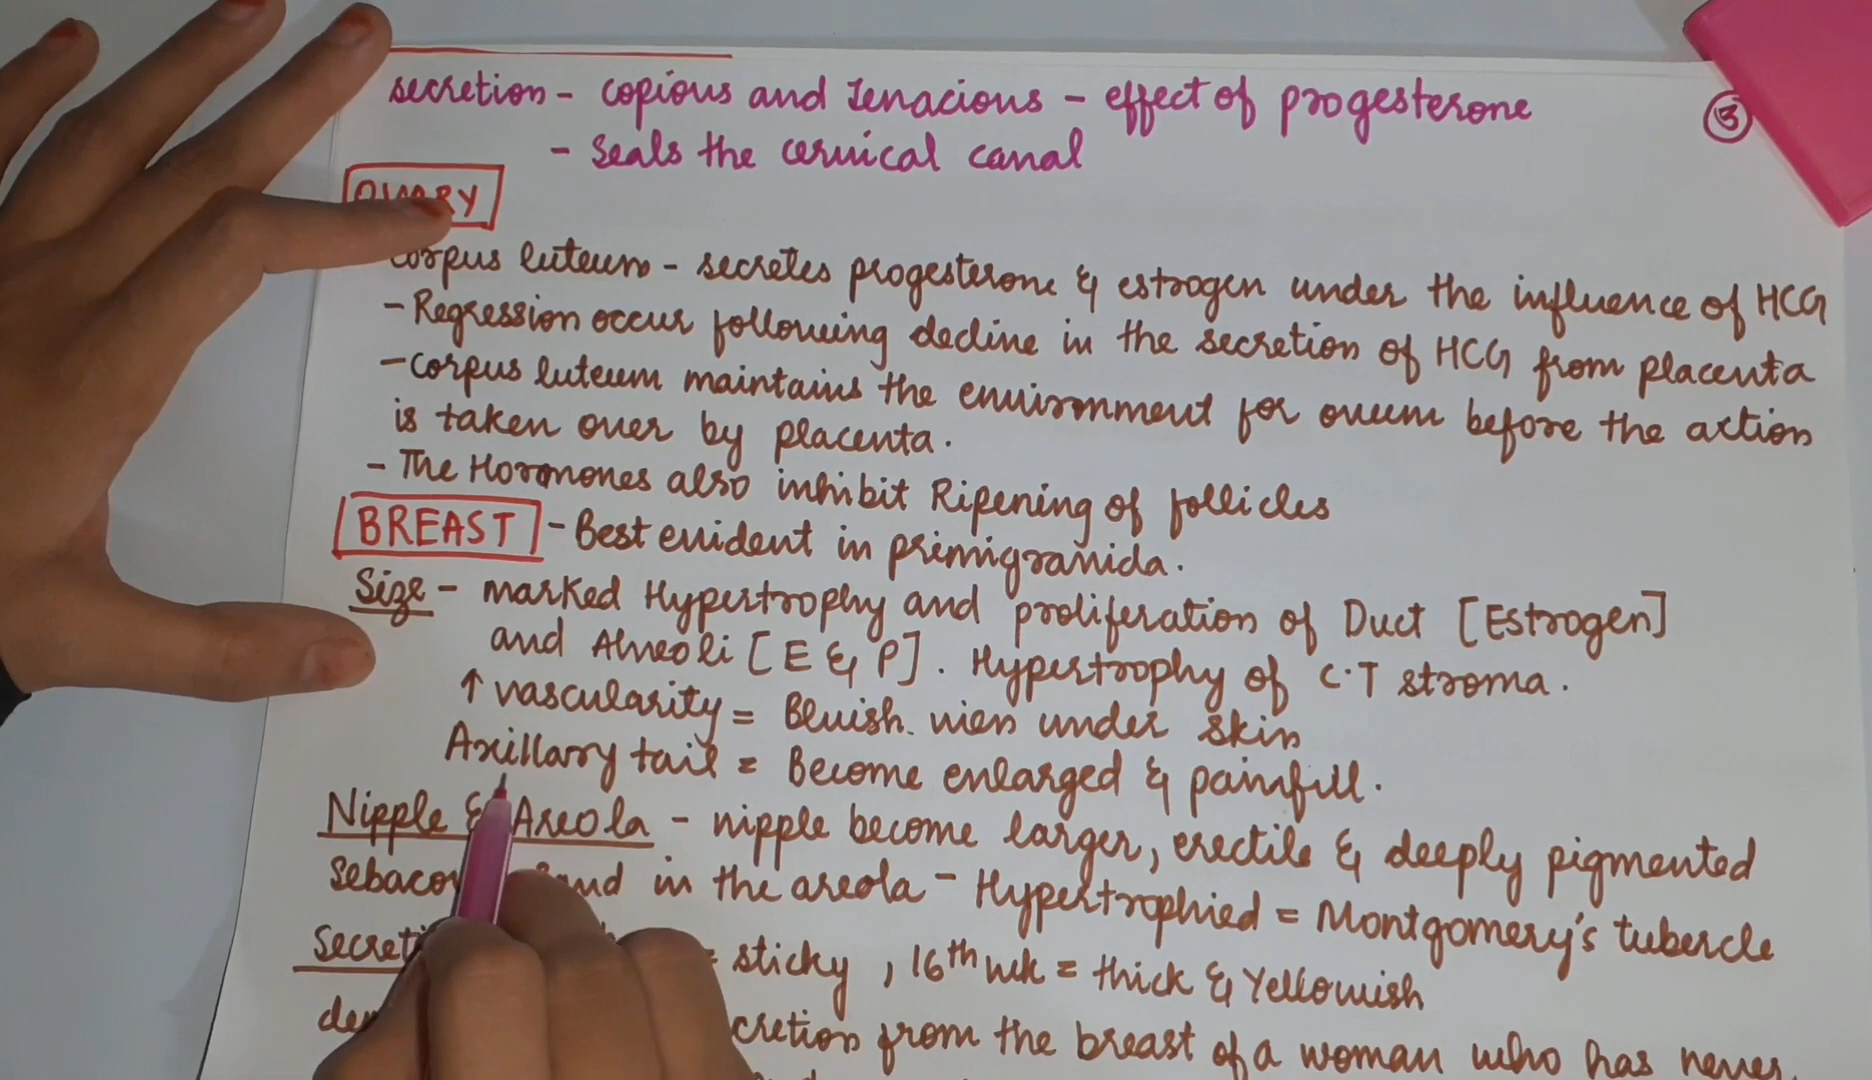 secretion - copious and Tenacious - effect of progesterone
- Seals the cervical canal
3
OVARY
Corpus luteum - secretes progesterone & estrogen under the influence of HCG
- Regression occur following decline in the secretion of HCG from placenta
- Corpus luteum maintains the environment for ovum before the action
is taken over by placenta.
- The Hormones also inhibit Ripening of follicles
BREAST - Best evident in primigravida.
Size - marked Hypertrophy and proliferation of Duct [Estrogen]
and Alveoli [E & P]. Hypertrophy of C.T stroma.
↑ vascularity = Bluish vien under skin
Axillary tail = Become enlarged & painfull.
Nipple & Areola - nipple become larger, erectile & deeply pigmented
in the areola - Hypertrophied = Montgomery's tubercle
= sticky, 16th wk = thick & Yellowish
from the breast of a woman who has never